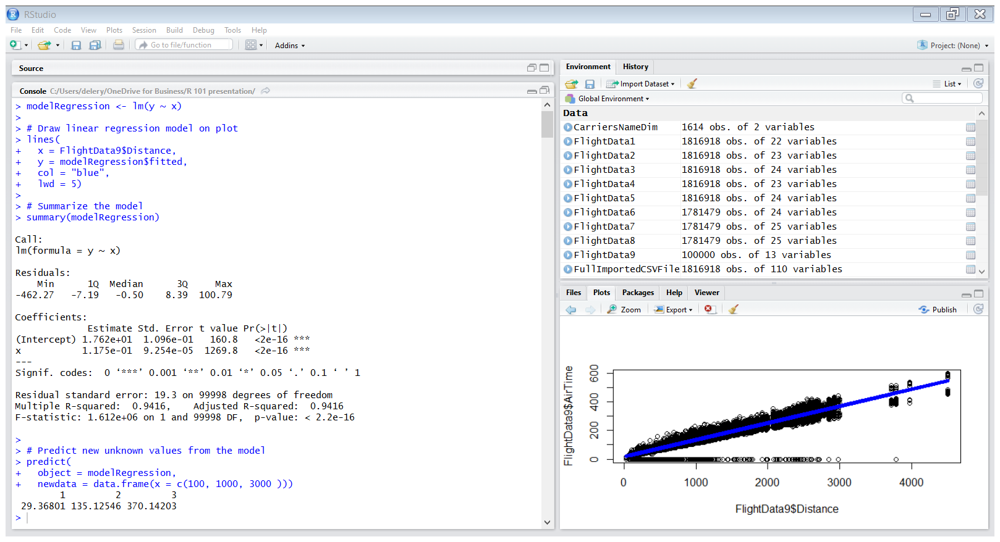 RStudio
File Edit Code View Plots Session Build Debug Tools Help
Go to file/function Addins Project: (None)
Source
Console C:/Users/delery/OneDrive for Business/R 101 presentation/
> modelRegression <- lm(y ~ x)
>
> # Draw linear regression model on plot
> lines(
+   x = FlightData9$Distance,
+   y = modelRegression$fitted,
+   col = "blue",
+   lwd = 5)
>
> # Summarize the model
> summary(modelRegression)
Call:
lm(formula = y ~ x)
Residuals:
    Min      1Q  Median      3Q     Max
-462.27   -7.19   -0.50    8.39  100.79
Coefficients:
             Estimate Std. Error t value Pr(>|t|)
(Intercept) 1.762e+01  1.096e-01   160.8   <2e-16 ***
x           1.175e-01  9.254e-05  1269.8   <2e-16 ***
---
Signif. codes:  0 ‘***’ 0.001 ‘**’ 0.01 ‘*’ 0.05 ‘.’ 0.1 ‘ ’ 1
Residual standard error: 19.3 on 99998 degrees of freedom
Multiple R-squared:  0.9416,    Adjusted R-squared:  0.9416
F-statistic: 1.612e+06 on 1 and 99998 DF,  p-value: < 2.2e-16
>
> # Predict new unknown values from the model
> predict(
+   object = modelRegression,
+   newdata = data.frame(x = c(100, 1000, 3000 )))
        1         2         3
 29.36801 135.12546 370.14203
>
Environment History
Import Dataset List
Global Environment
Data
CarriersNameDim 1614 obs. of 2 variables
FlightData1 1816918 obs. of 22 variables
FlightData2 1816918 obs. of 23 variables
FlightData3 1816918 obs. of 24 variables
FlightData4 1816918 obs. of 23 variables
FlightData5 1816918 obs. of 24 variables
FlightData6 1781479 obs. of 24 variables
FlightData7 1781479 obs. of 25 variables
FlightData8 1781479 obs. of 25 variables
FlightData9 100000 obs. of 13 variables
FullImportedCSVFile 1816918 obs. of 110 variables
Files Plots Packages Help Viewer
Zoom Export Publish
FlightData9$AirTime
600
400
200
0
0 1000 2000 3000 4000
FlightData9$Distance